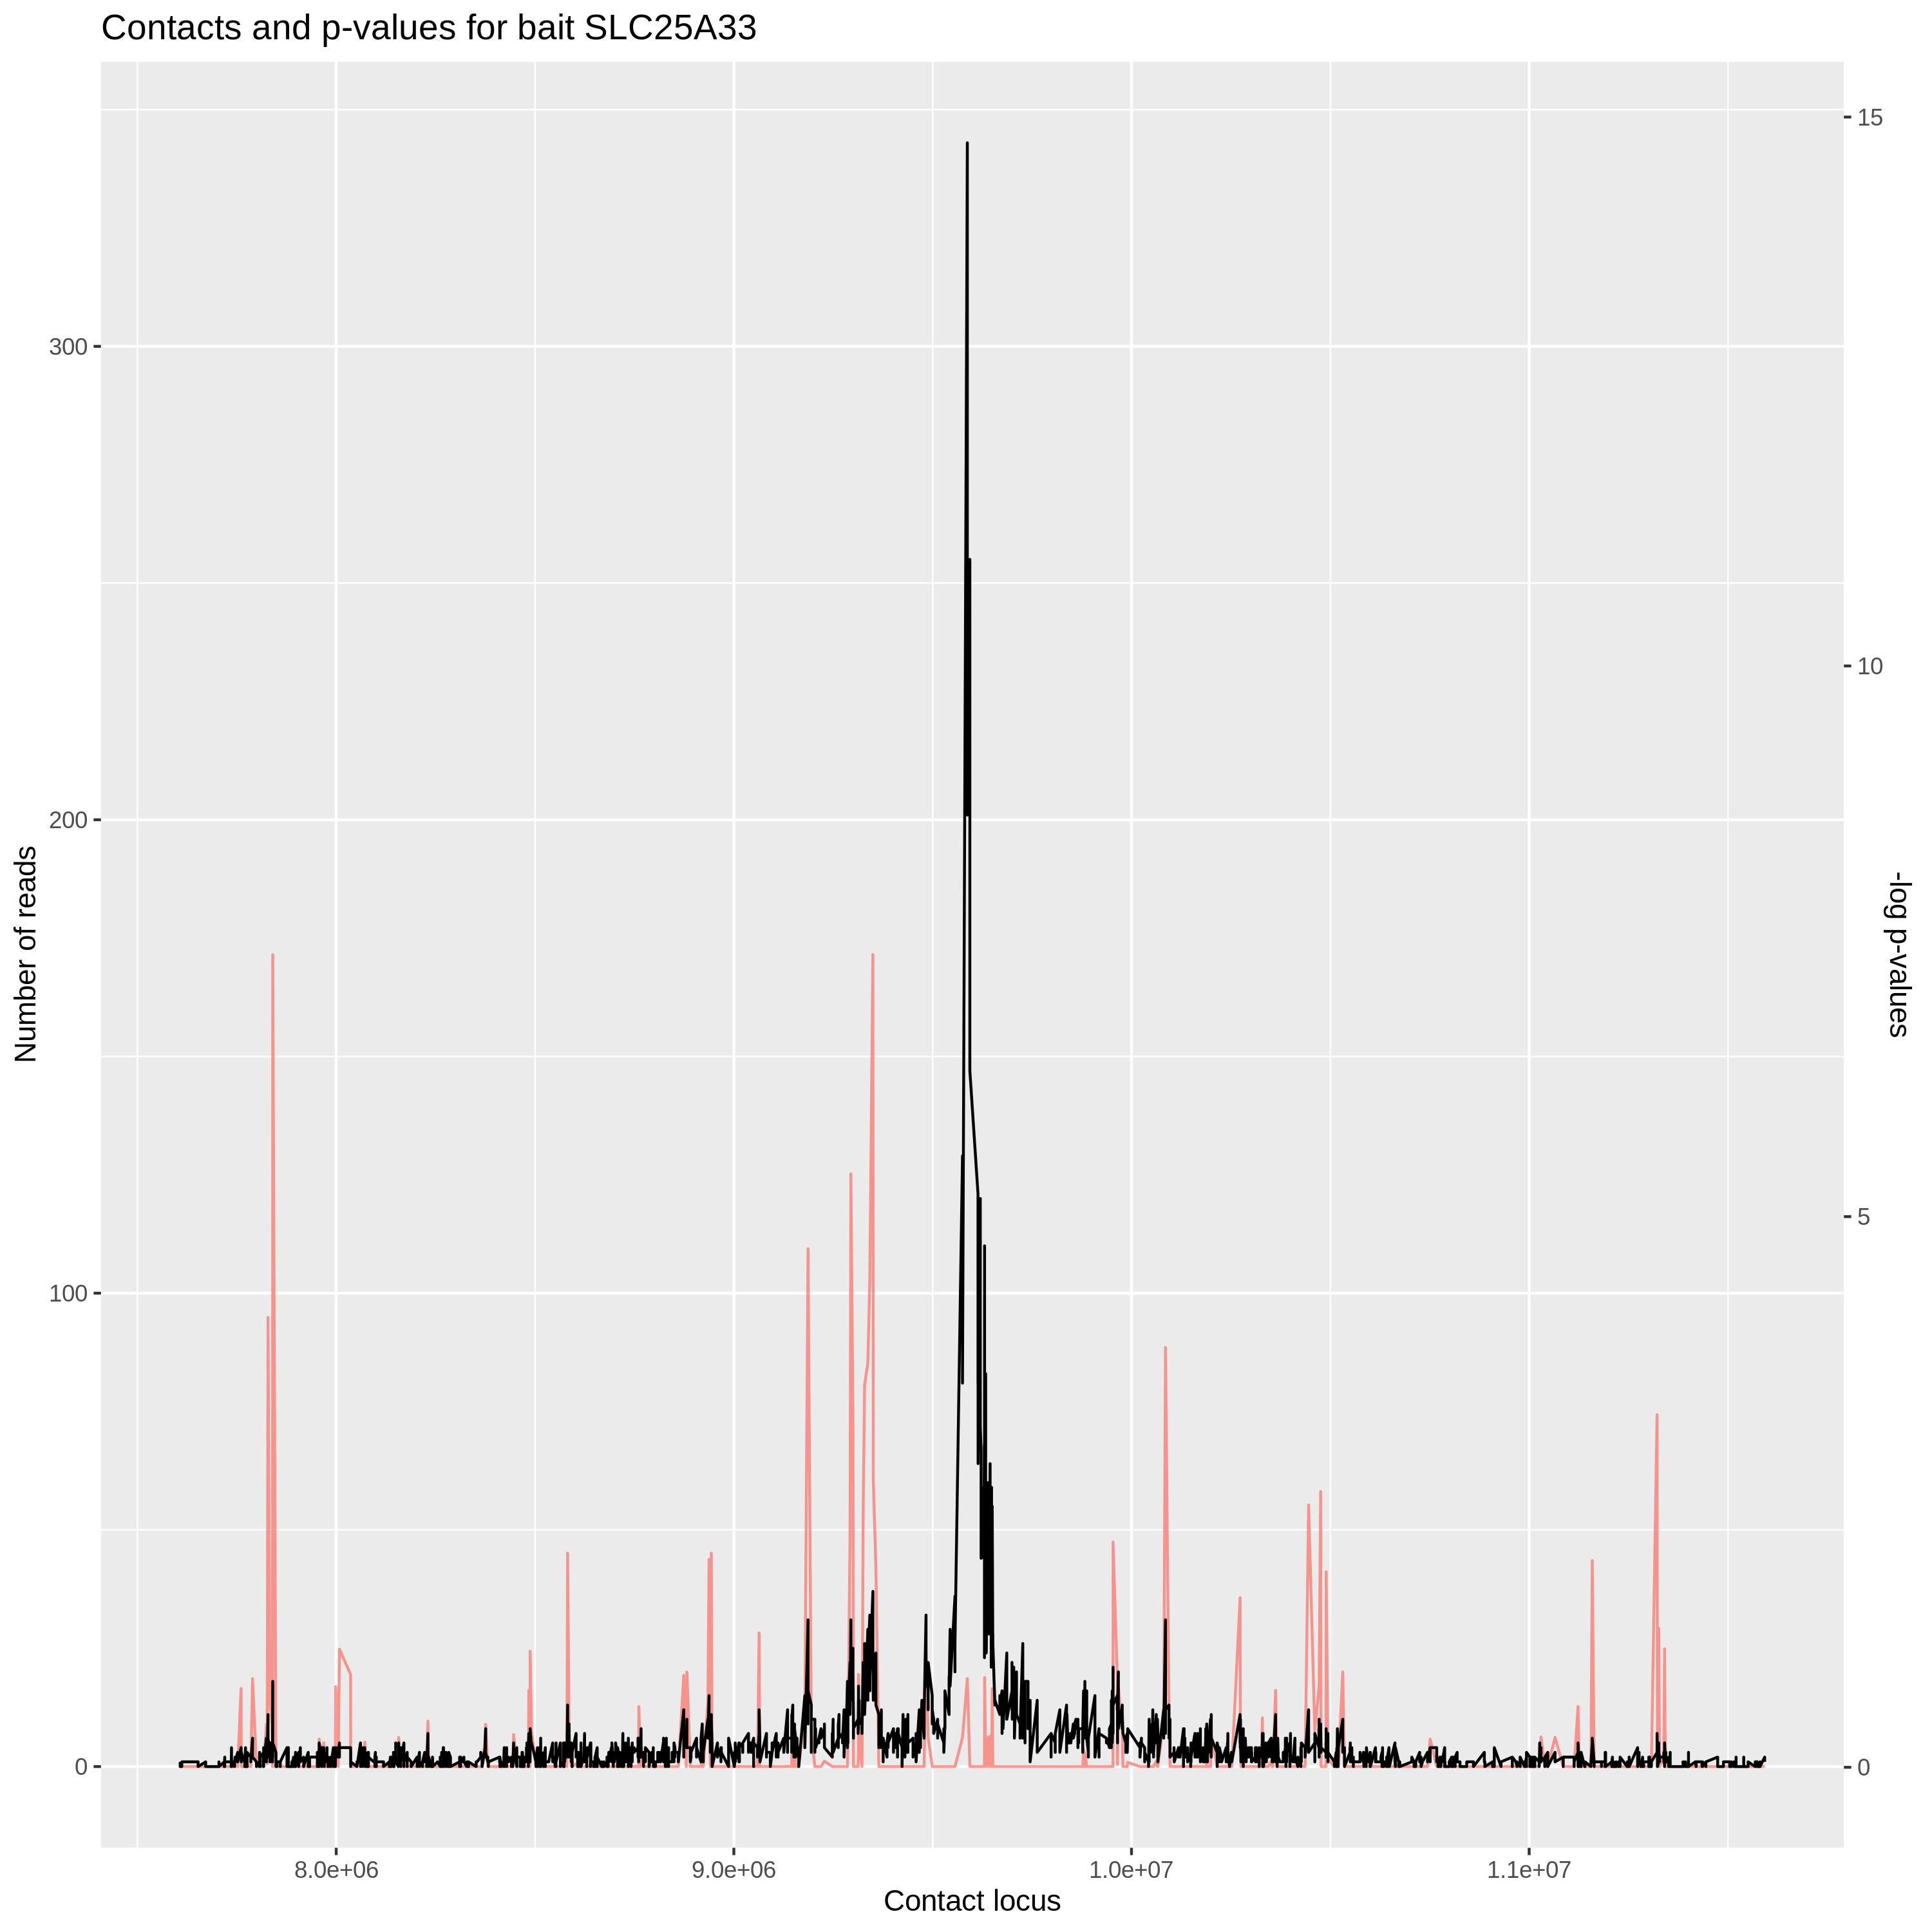 Contacts and p-values for bait SLC25A33
300
200
100
0
Number of reads
15
10
5
0
-log p-values
8.0e+06
9.0e+06
1.0e+07
1.1e+07
Contact locus